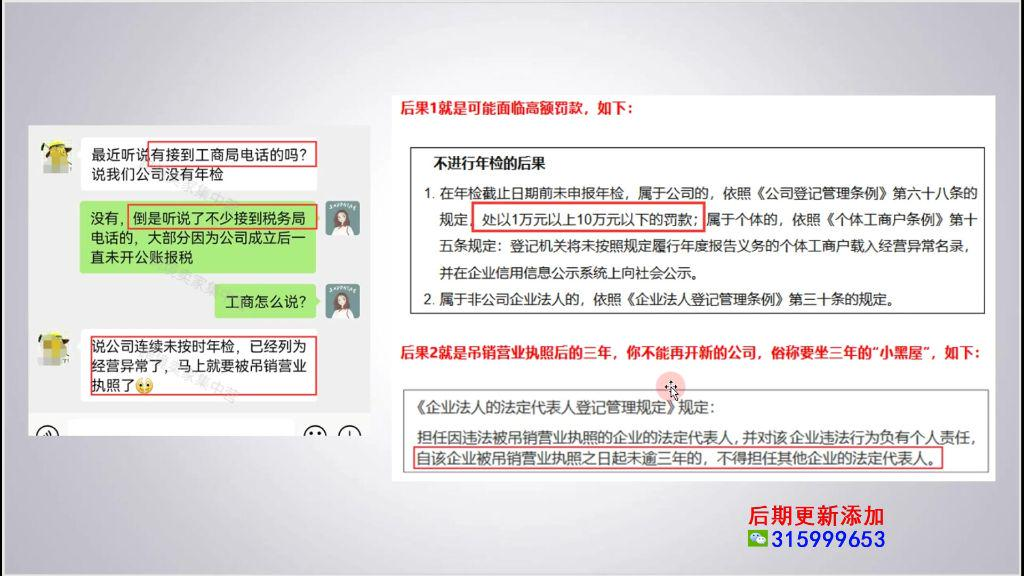 最近听说有接到工商局电话的吗？
说我们公司没有年检
没有，倒是听说了不少接到税务局
电话的，大部分因为公司成立后一
直未开公账报税
工商怎么说？
说公司连续未按时年检，已经列为
经营异常了，马上就要被吊销营业
执照了
后果1就是可能面临高额罚款，如下：
不进行年检的后果
1. 在年检截止日期前未申报年检，属于公司的，依照《公司登记管理条例》第六十八条的
规定，处以1万元以上10万元以下的罚款；属于个体的，依照《个体工商户条例》第十
五条规定：登记机关将未按照规定履行年度报告义务的个体工商户载入经营异常名录，
并在企业信用信息公示系统上向社会公示。
2. 属于非公司企业法人的，依照《企业法人登记管理条例》第三十条的规定。
后果2就是吊销营业执照后的三年，你不能再开新的公司，俗称要坐三年的“小黑屋”，如下：
《企业法人的法定代表人登记管理规定》规定：
担任因违法被吊销营业执照的企业的法定代表人，并对该企业违法行为负有个人责任，
自该企业被吊销营业执照之日起未逾三年的，不得担任其他企业的法定代表人。
后期更新添加
315999653